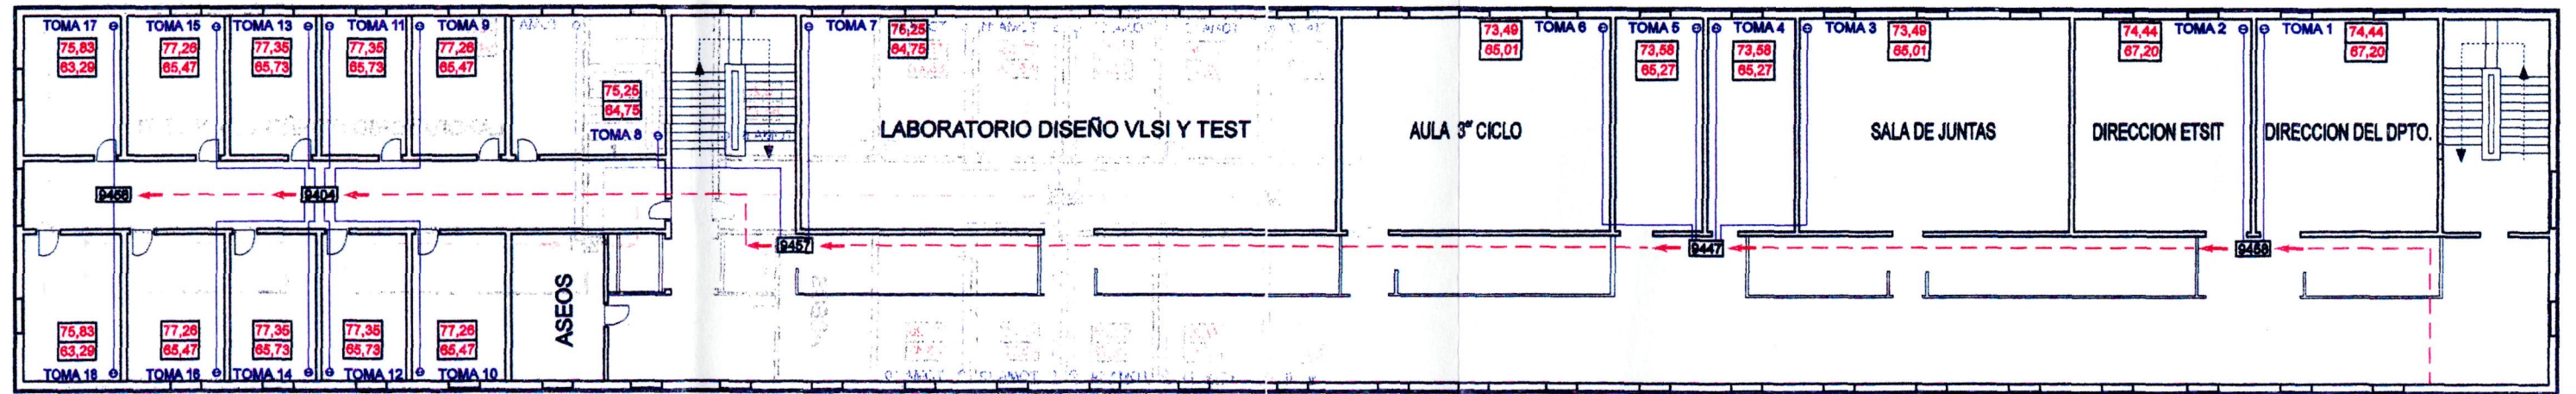 TOMA 17
TOMA 15
TOMA 13
TOMA 11
TOMA 9
TOMA 7
TOMA 6
TOMA 5
TOMA 4
TOMA 3
TOMA 2
TOMA 1
75,83
63,29
77,26
65,47
77,35
65,73
77,35
65,73
77,26
65,47
75,25
64,75
75,25
64,75
73,49
65,01
73,58
65,27
73,58
65,27
73,49
65,01
74,44
67,20
74,44
67,20
TOMA 8
LABORATORIO DISEÑO VLSI Y TEST
AULA 3er CICLO
SALA DE JUNTAS
DIRECCION ETSIT
DIRECCION DEL DPTO.
9404
9457
9447
ASEOS
75,83
63,29
77,26
65,47
77,35
65,73
77,35
65,73
77,26
65,47
TOMA 18
TOMA 16
TOMA 14
TOMA 12
TOMA 10